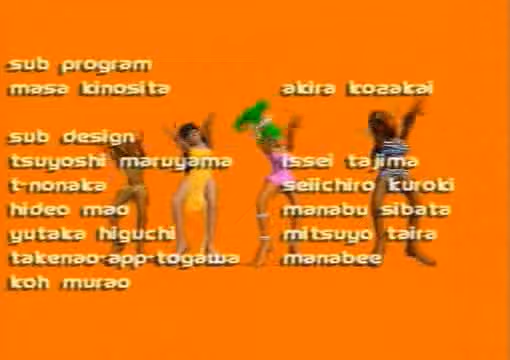 sub program
masa kinosita akira kozakai
sub design
tsuyoshi maruyama issei tajima
t-nonaka seiichiro kuroki
hideo mao manabu sibata
yutaka higuchi mitsuyo taira
takenao-app-togawa manabee
koh murao